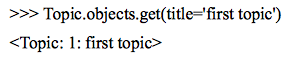 >>> Topic.objects.get(title='first topic')
<Topic: 1: first topic>